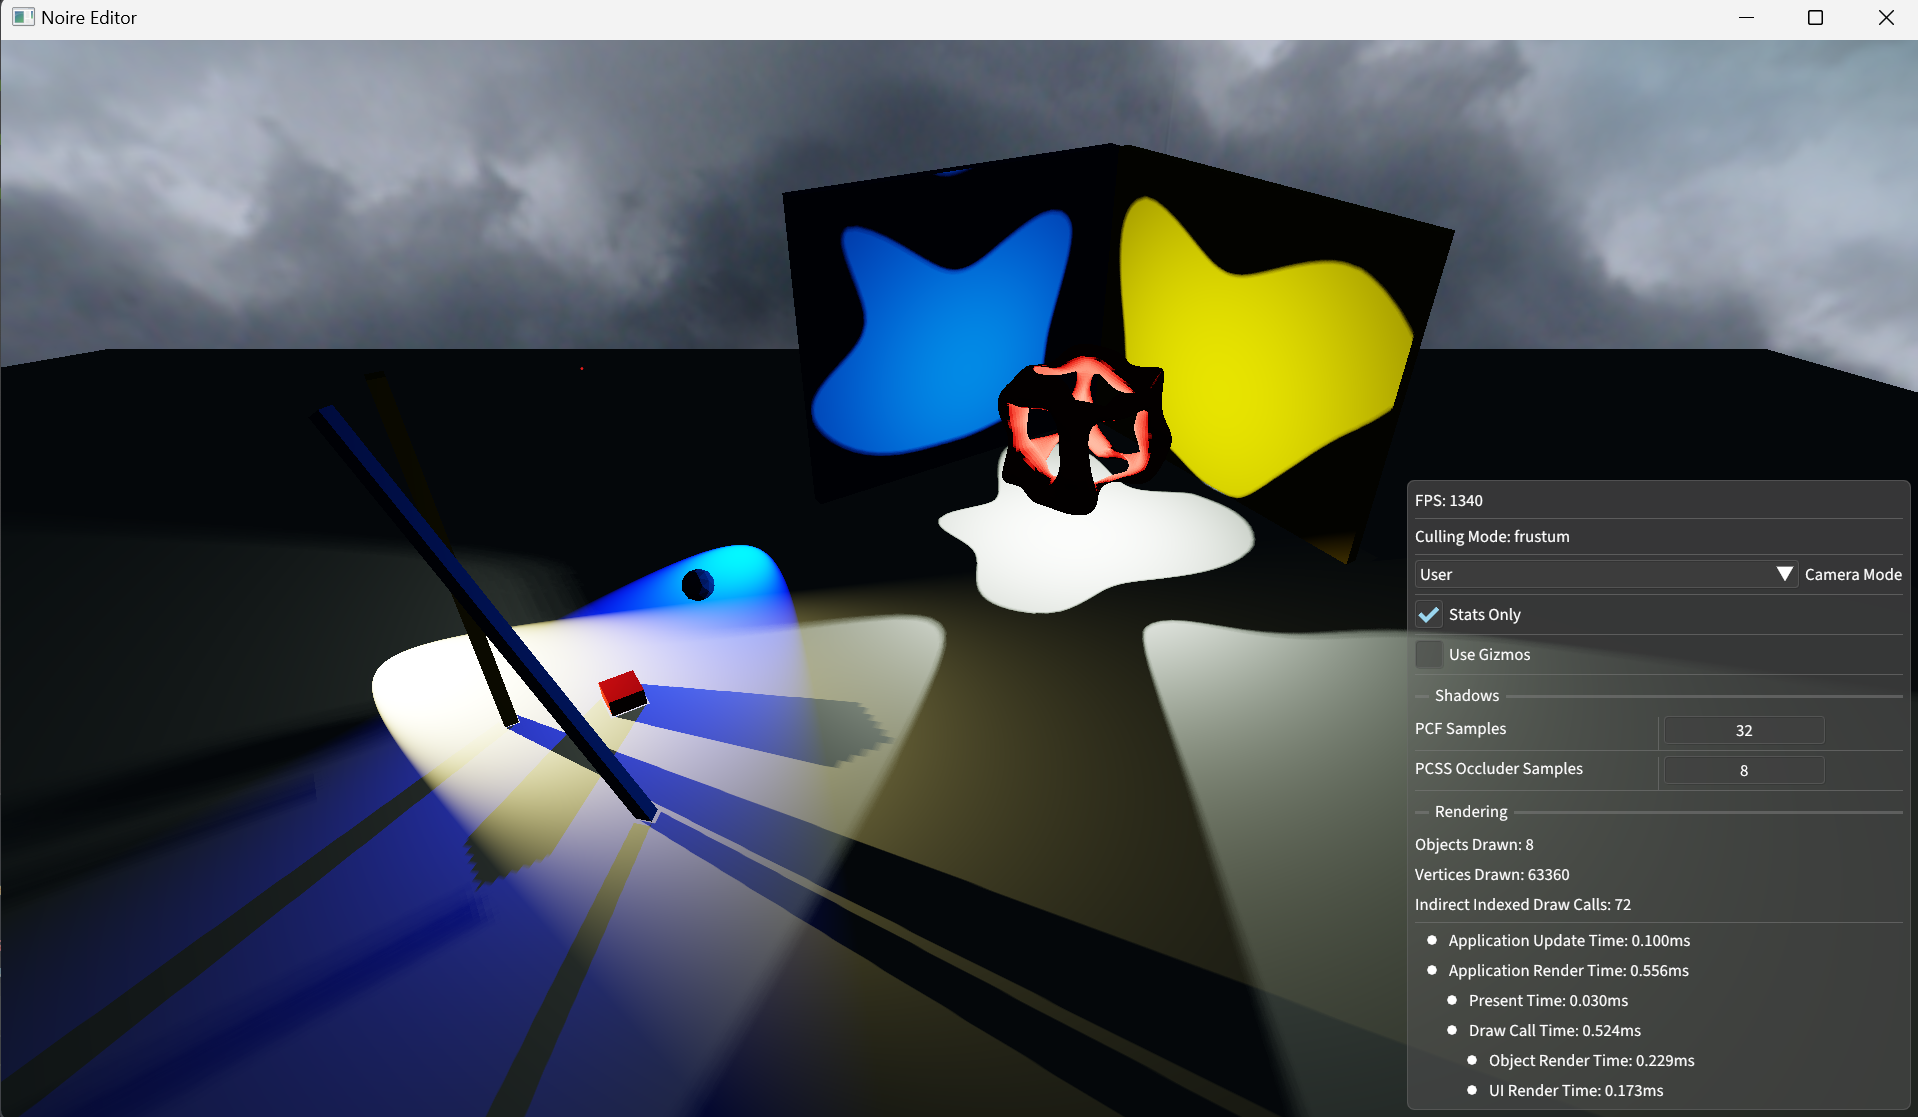 Noire Editor
FPS: 1340
Culling Mode: frustum
User Camera Mode
Stats Only
Use Gizmos
Shadows
PCF Samples 32
PCSS Occluder Samples 8
Rendering
Objects Drawn: 8
Vertices Drawn: 63360
Indirect Indexed Draw Calls: 72
Application Update Time: 0.100ms
Application Render Time: 0.556ms
Present Time: 0.030ms
Draw Call Time: 0.524ms
Object Render Time: 0.229ms
UI Render Time: 0.173ms